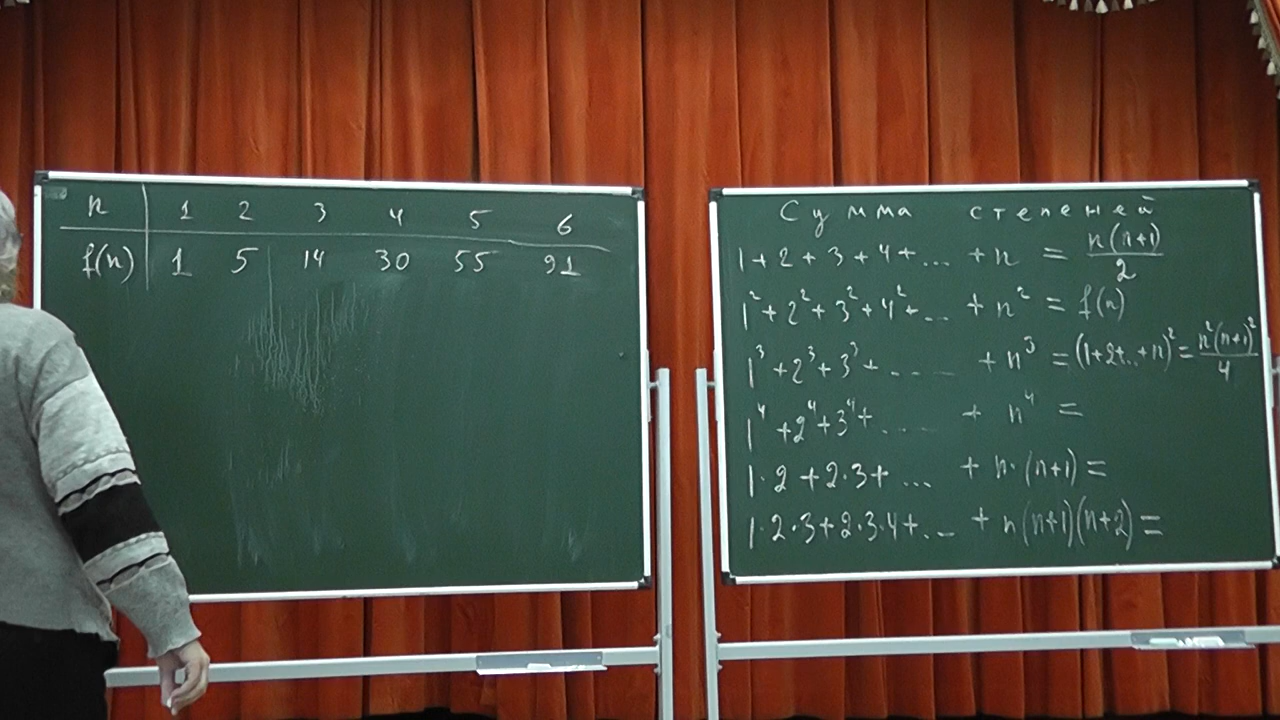 n 1 2 3 4 5 6
f(n) 1 5 14 30 55 91
Сумма степеней
1+2+3+4+... +n = n(n+1)/2
1²+2²+3²+4²+... +n² = f(n)
1³+2³+3³+..... +n³ = (1+2+..+n)² = n²(n+1)²/4
1⁴+2⁴+3⁴+.... + n⁴ =
1·2+2·3+... + n·(n+1) =
1·2·3+2·3·4+... + n(n+1)(n+2) =